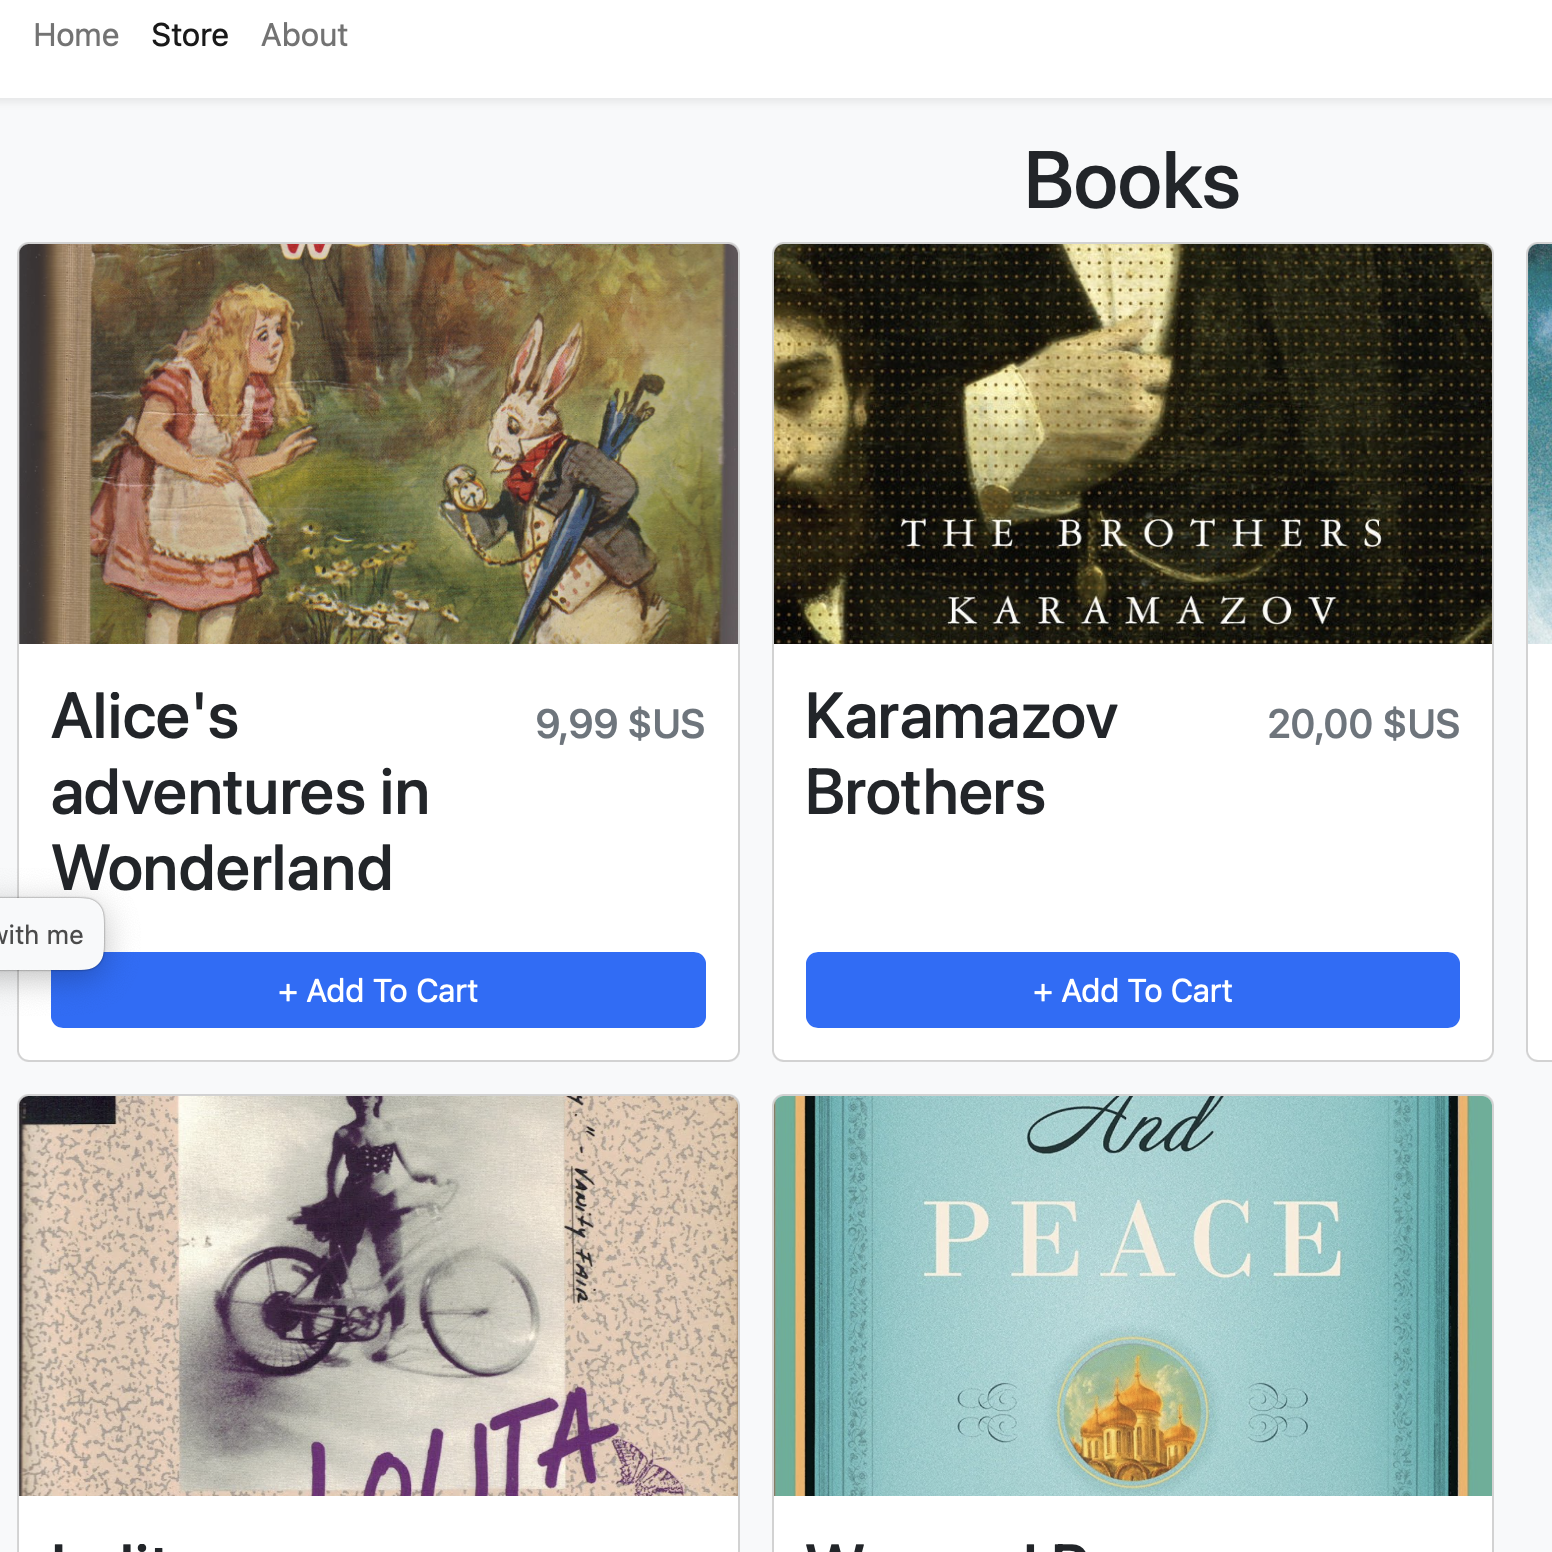 Home Store About
Books
THE BROTHERS
KARAMAZOV
Alice's
adventures in
Wonderland
9,99 $US
Karamazov
Brothers
20,00 $US
with me
+ Add To Cart
+ Add To Cart
VANITY FAIR
LOLITA
And
PEACE